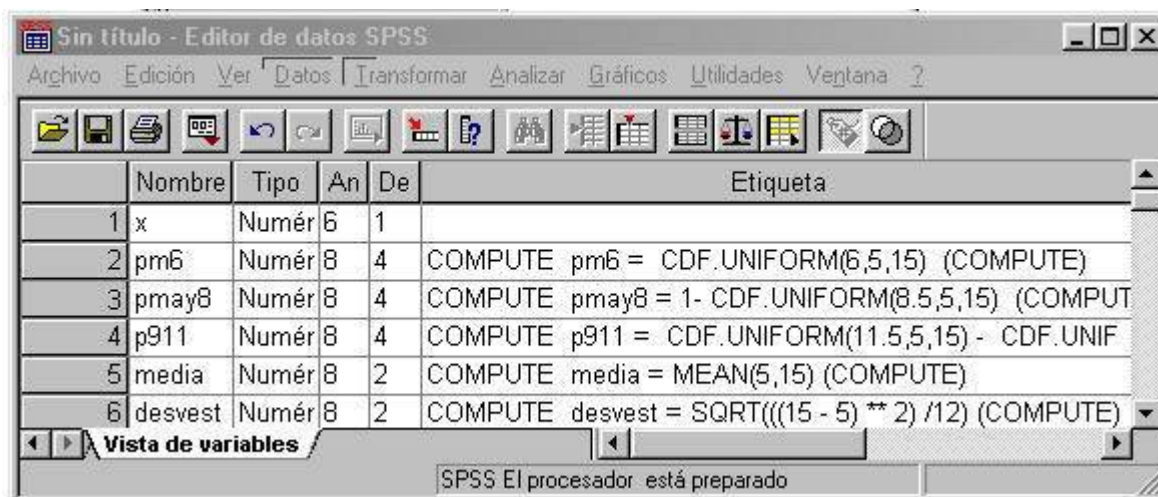 Sin título - Editor de datos SPSS
Archivo Edición Ver Datos Transformar Analizar Gráficos Utilidades Ventana ?
Nombre Tipo An De Etiqueta
1 x Numér 6 1
2 pm6 Numér 8 4 COMPUTE pm6 = CDF.UNIFORM(6,5,15) (COMPUTE)
3 pmay8 Numér 8 4 COMPUTE pmay8 = 1- CDF.UNIFORM(8.5,5,15) (COMPUT
4 p911 Numér 8 4 COMPUTE p911 = CDF.UNIFORM(11.5,5,15) - CDF.UNIF
5 media Numér 8 2 COMPUTE media = MEAN(5,15) (COMPUTE)
6 desvest Numér 8 2 COMPUTE desvest = SQRT(((15 - 5) ** 2) /12) (COMPUTE)
Vista de variables
SPSS El procesador está preparado